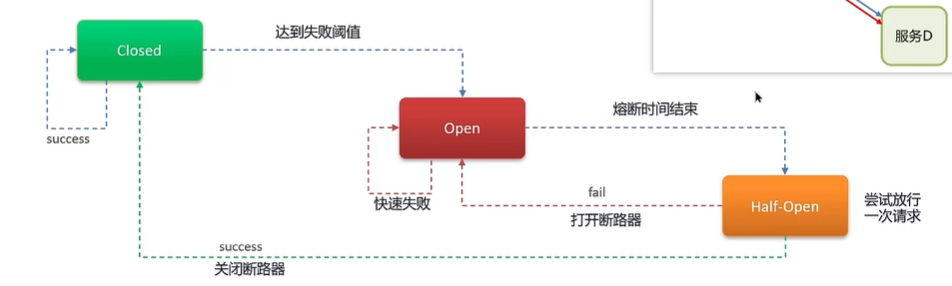 服务D
Closed
达到失败阈值
success
Open
熔断时间结束
快速失败
fail
打开断路器
Half-Open
尝试放行
一次请求
success
关闭断路器